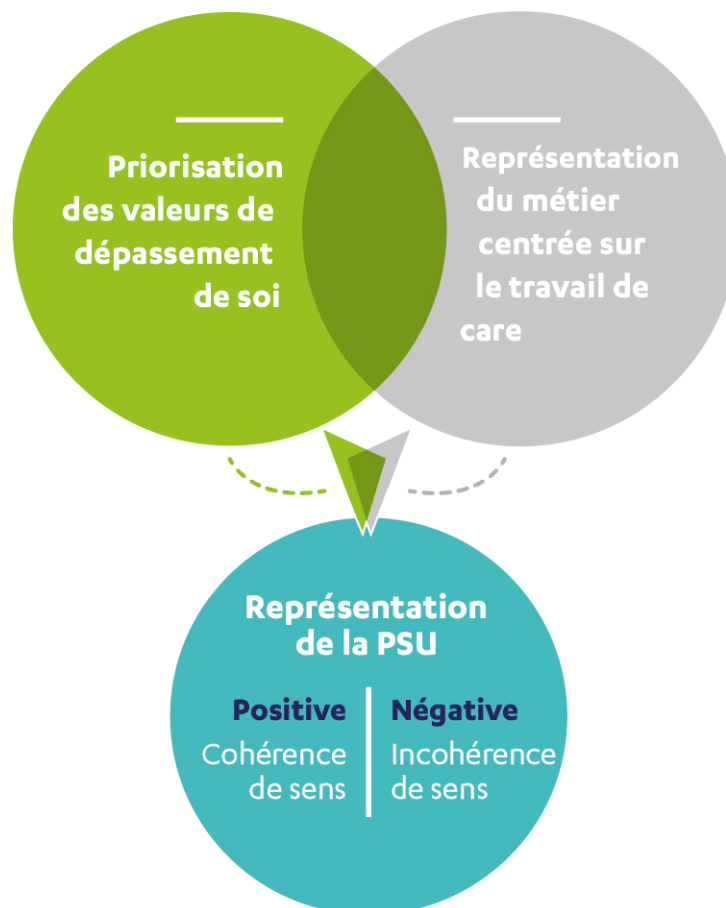 Priorisation
des valeurs de
dépassement
de soi
Représentation
du métier
centrée sur
le travail de
care
Représentation
de la PSU
Positive
Cohérence
de sens
Négative
Incohérence
de sens